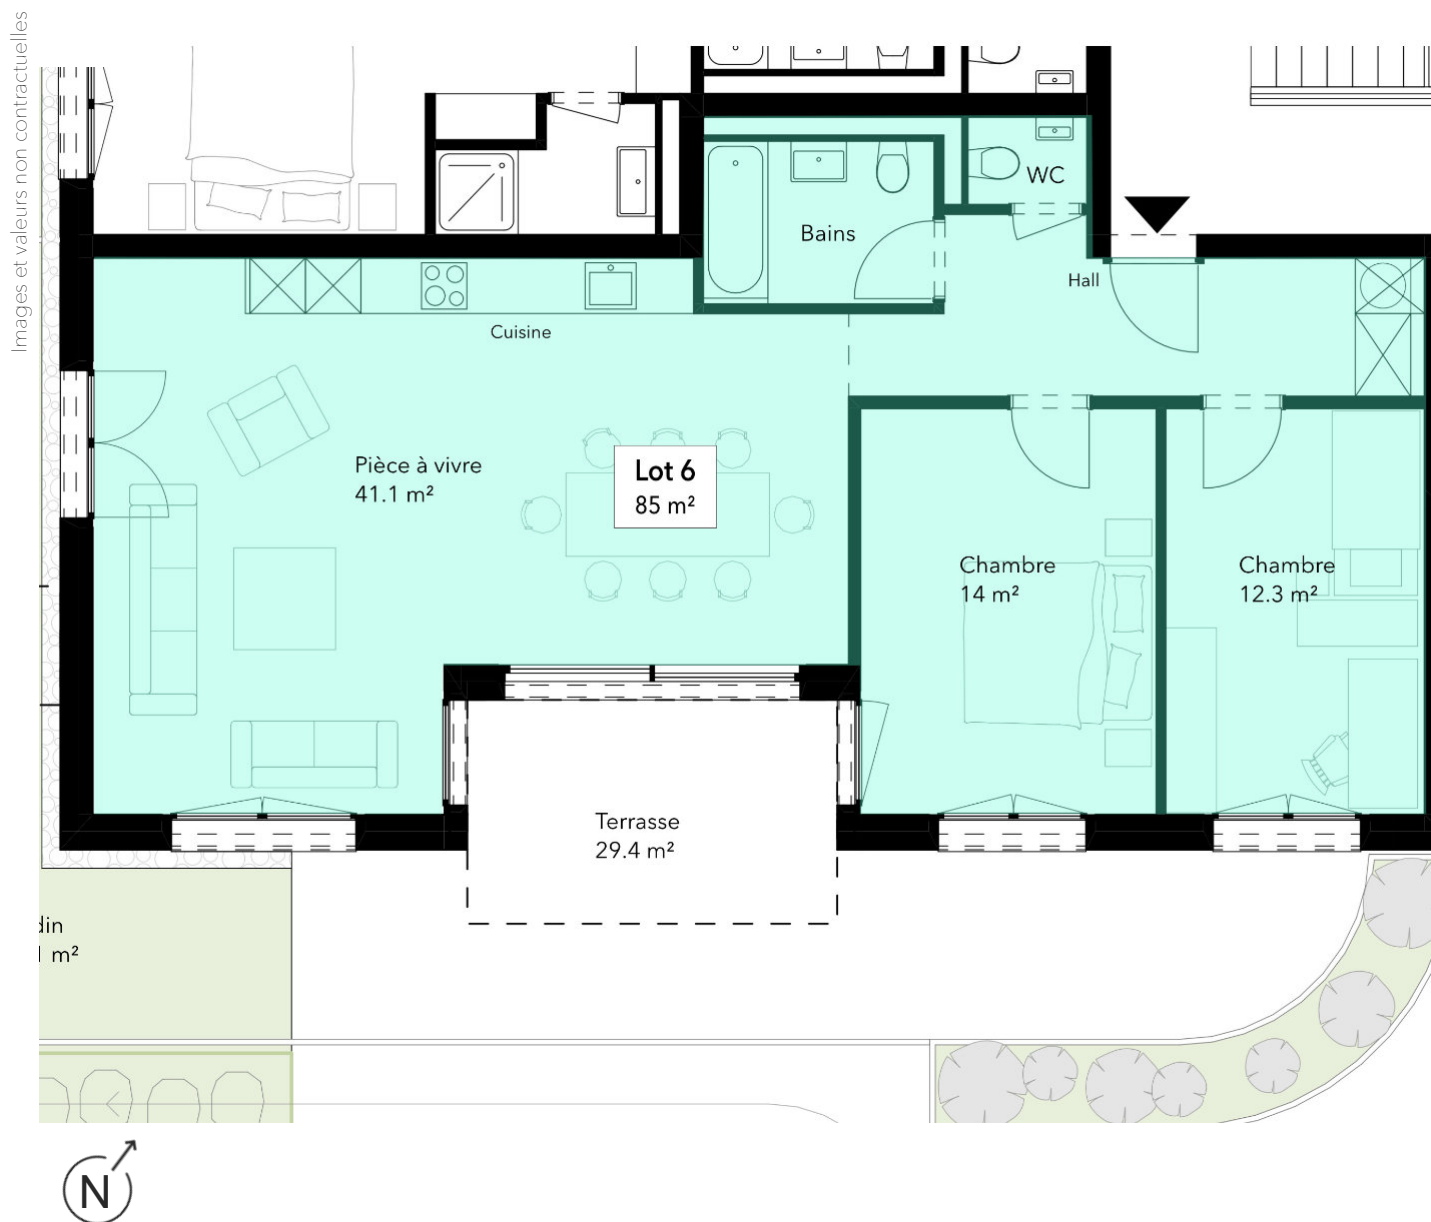 Images et valeurs non contractuelles
WC
Bains
Hall
Cuisine
Pièce à vivre
41.1 m²
Lot 6
85 m²
Chambre
14 m²
Chambre
12.3 m²
Terrasse
29.4 m²
din
m²
N